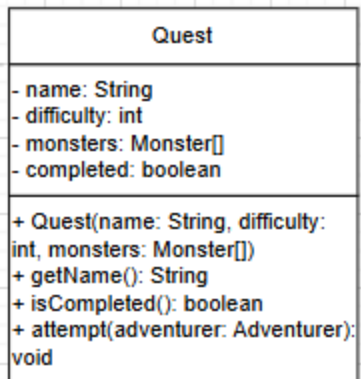 Quest
- name: String
- difficulty: int
- monsters: Monster[]
- completed: boolean
+ Quest(name: String, difficulty:
int, monsters: Monster[])
+ getName(): String
+ isCompleted(): boolean
+ attempt(adventurer: Adventurer):
void